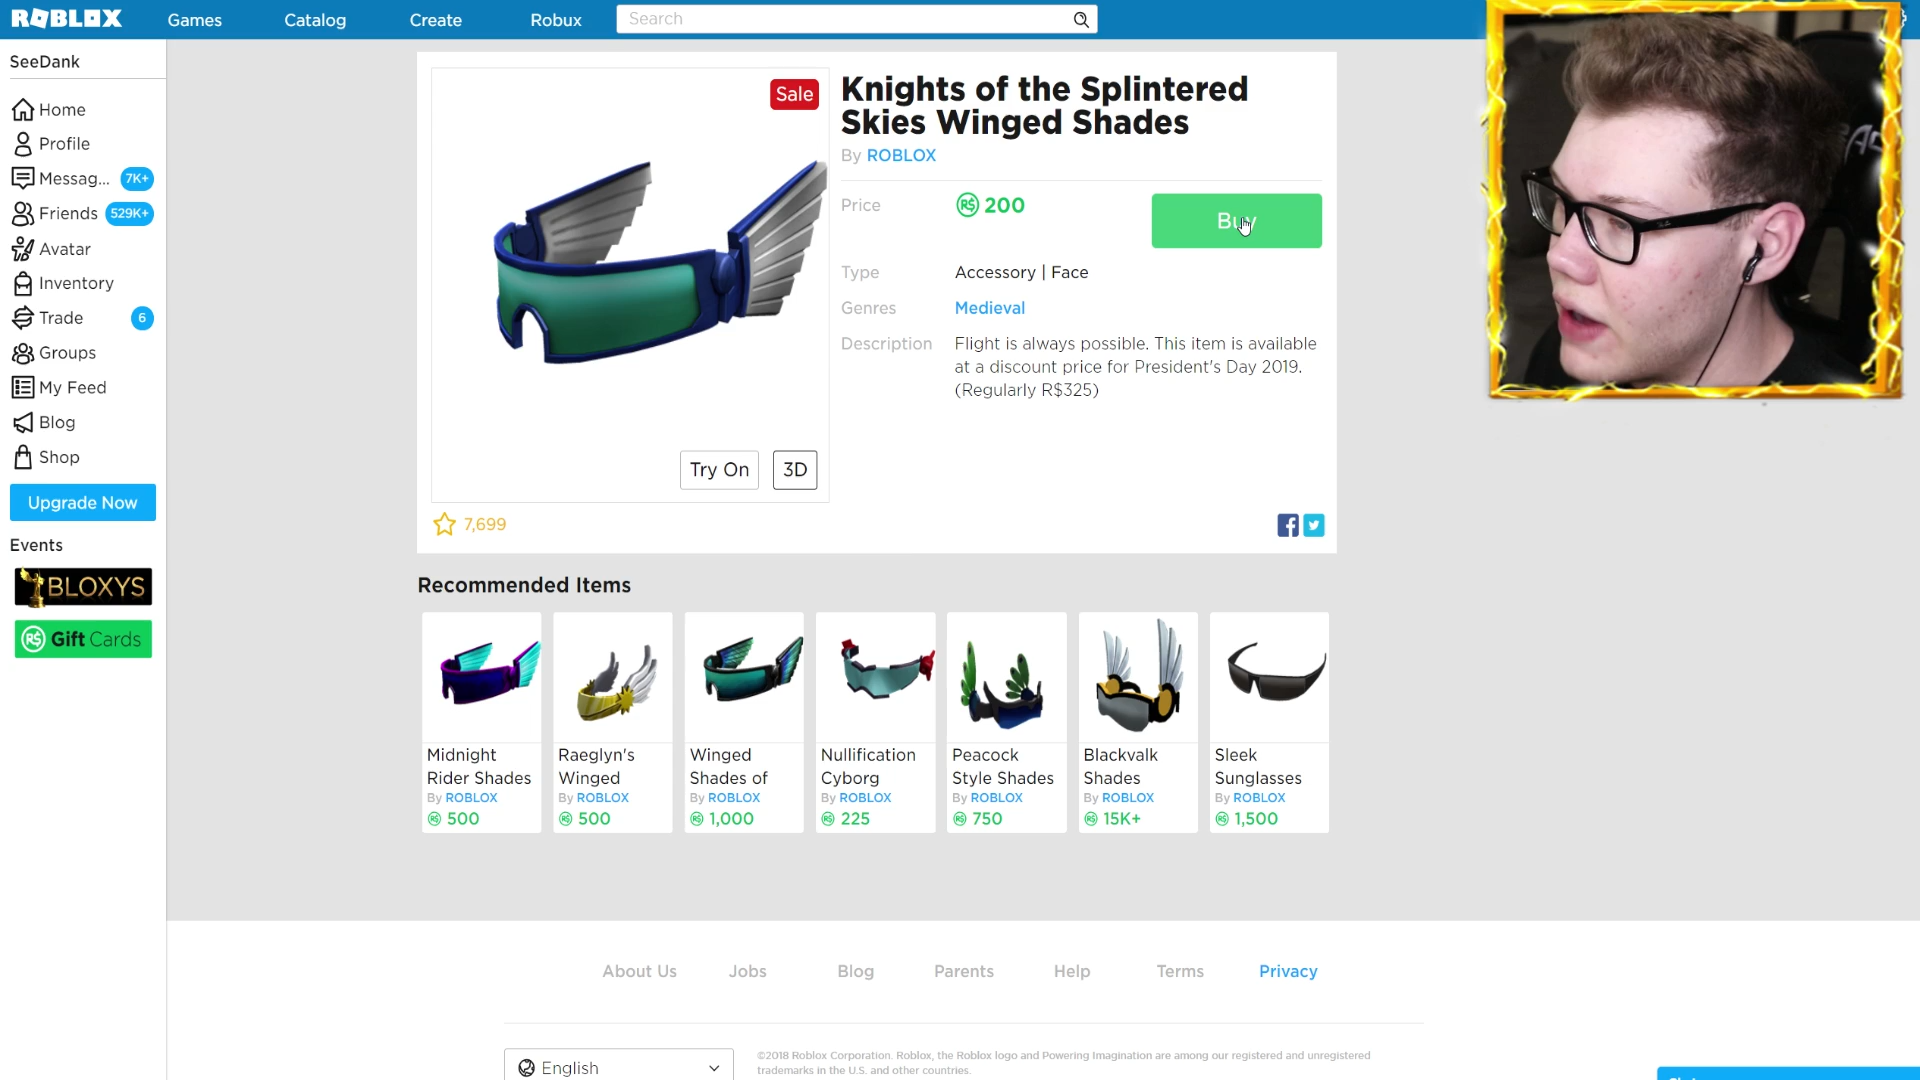 ROBLOX
Games
Catalog
Create
Robux
Search
SeeDank
Home
Profile
Messag... 7K+
Friends 529K+
Avatar
Inventory
Trade 6
Groups
My Feed
Blog
Shop
Upgrade Now
Events
BLOXYS
R$ Gift Cards
Sale
Try On
3D
7,699
Knights of the Splintered
Skies Winged Shades
By ROBLOX
Price R$ 200
Buy
Type Accessory | Face
Genres Medieval
Description Flight is always possible. This item is available
at a discount price for President's Day 2019.
(Regularly R$325)
Recommended Items
Midnight
Rider Shades
By ROBLOX
R$ 500
Raeglyn's
Winged
By ROBLOX
R$ 500
Winged
Shades of
By ROBLOX
R$ 1,000
Nullification
Cyborg
By ROBLOX
R$ 225
Peacock
Style Shades
By ROBLOX
R$ 750
Blackvalk
Shades
By ROBLOX
R$ 15K+
Sleek
Sunglasses
By ROBLOX
R$ 1,500
About Us
Jobs
Blog
Parents
Help
Terms
Privacy
English
©2018 Roblox Corporation. Roblox, the Roblox logo and Powering Imagination are among our registered and unregistered
trademarks in the U.S. and other countries.